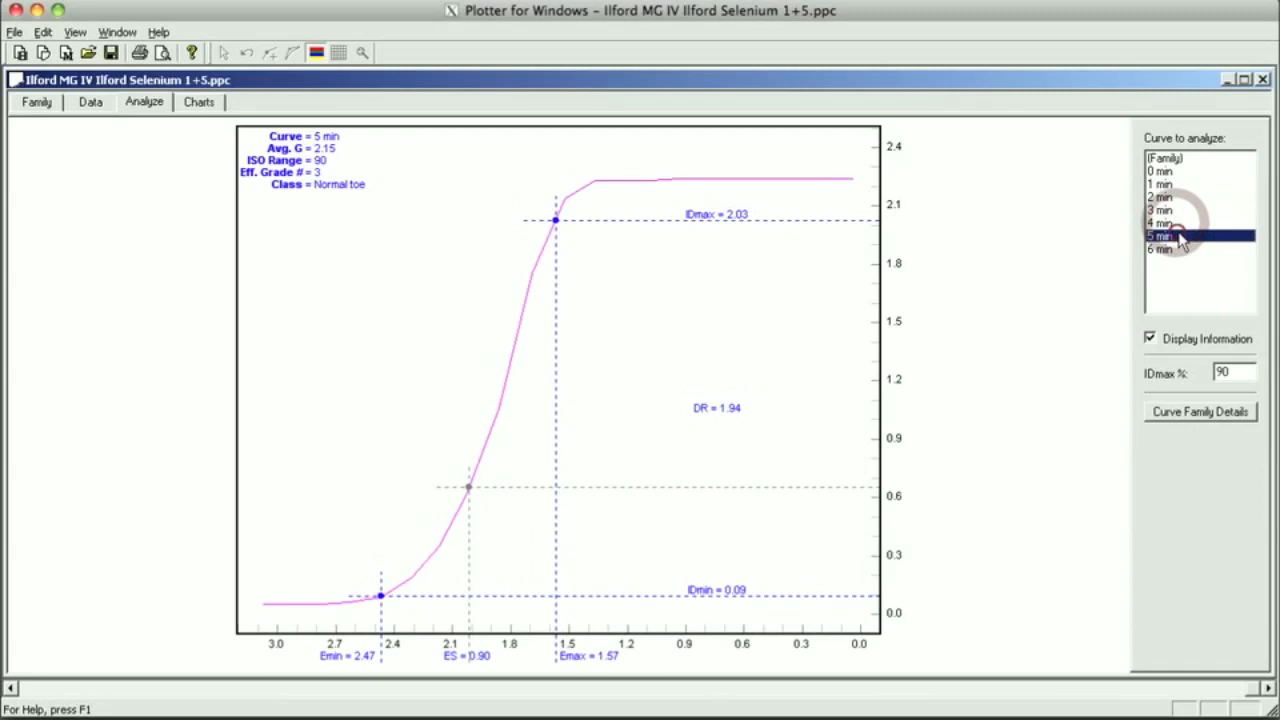 Plotter for Windows – Ilford MG IV Ilford Selenium 1+5.ppc
File Edit View Window Help
Ilford MG IV Ilford Selenium 1+5.ppc
Family Data Analyze Charts
Curve = 5 min
Avg. G = 2.15
ISO Range = 90
Eff. Grade # = 3
Class = Normal toe
IDmax = 2.03
DR = 1.94
IDmin = 0.09
2.4
2.1
1.8
1.5
1.2
0.9
0.6
0.3
0.0
3.0 2.7 2.4 2.1 1.8 1.5 1.2 0.9 0.6 0.3 0.0
Emin = 2.47 ES = 0.90 Emax = 1.57
Curve to analyze:
(Family)
0 min
1 min
2 min
3 min
4 min
5 min
6 min
Display Information
IDmax %: 90
Curve Family Details
For Help, press F1